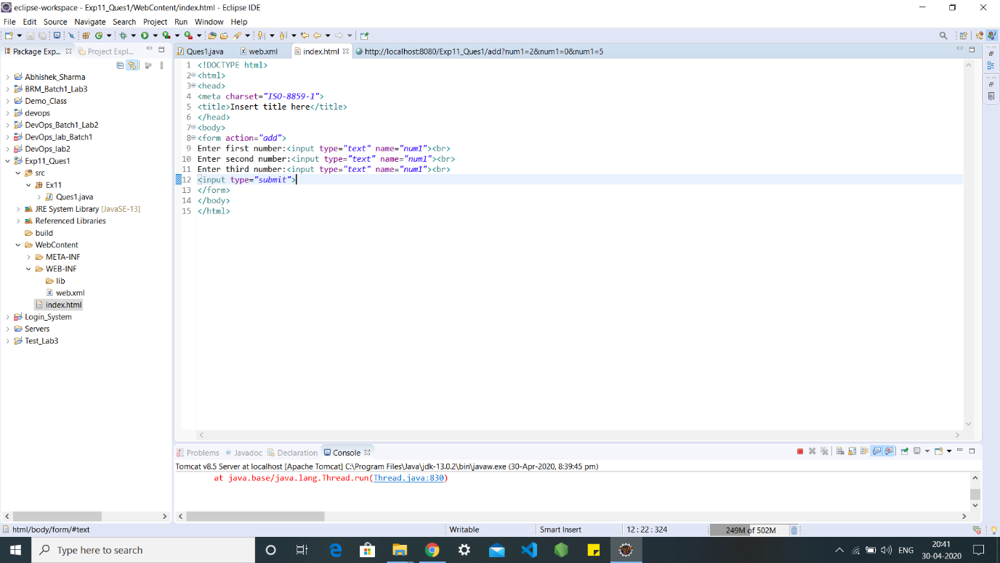 eclipse-workspace - Exp11_Ques1/WebContent/index.html - Eclipse IDE
File Edit Source Navigate Search Project Run Window Help
Package Exp... Project Expl...
Abhishek_Sharma
BRM_Batch1_Lab3
Demo_Class
devops
DevOps_Batch1_Lab2
DevOps_lab_Batch1
DevOps_lab2
Exp11_Ques1
src
Ex11
Ques1.java
JRE System Library [JavaSE-13]
Referenced Libraries
build
WebContent
META-INF
WEB-INF
lib
web.xml
index.html
Login_System
Servers
Test_Lab3
Ques1.java web.xml index.html http://localhost:8080/Exp11_Ques1/add?num1=2&num1=0&num1=5
1 <!DOCTYPE html>
2 <html>
3 <head>
4 <meta charset="ISO-8859-1">
5 <title>Insert title here</title>
6 </head>
7 <body>
8 <form action="add">
9 Enter first number:<input type="text" name="num1"><br>
10 Enter second number:<input type="text" name="num1"><br>
11 Enter third number:<input type="text" name="num1"><br>
12 <input type="submit">
13 </form>
14 </body>
15 </html>
Problems Javadoc Declaration Console
Tomcat v8.5 Server at localhost [Apache Tomcat] C:\Program Files\Java\jdk-13.0.2\bin\javaw.exe (30-Apr-2020, 8:39:45 pm)
at java.base/java.lang.Thread.run(Thread.java:830)
html/body/form/#text Writable Smart Insert 12 : 22 : 324 249M of 502M
Type here to search ENG 20:41
30-04-2020